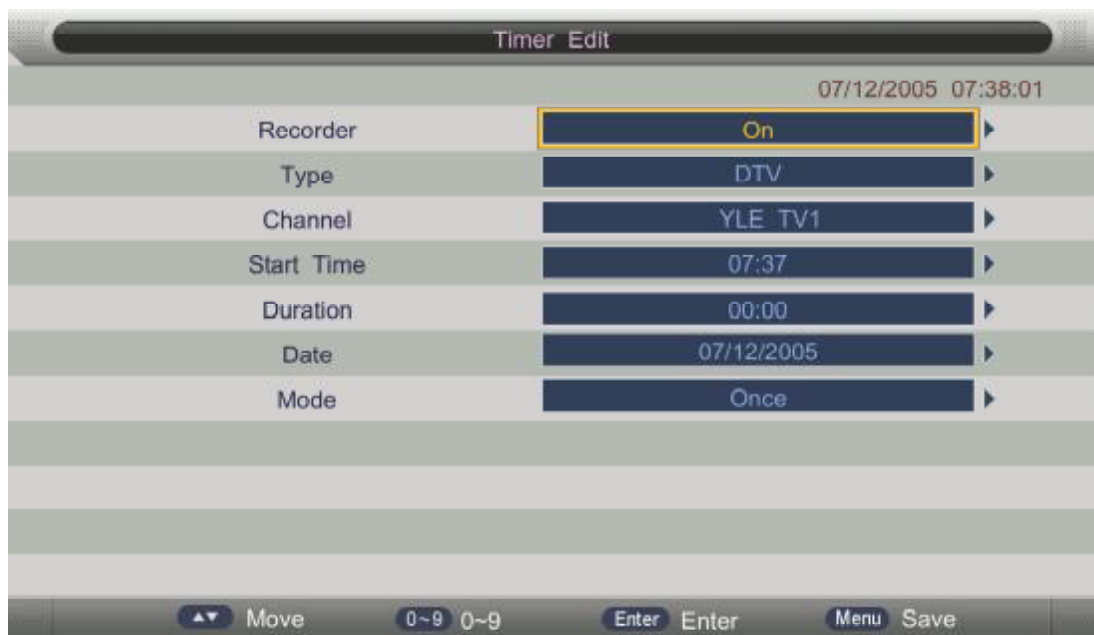 Timer Edit
07/12/2005 07:38:01
Recorder On
Type DTV
Channel YLE TV1
Start Time 07:37
Duration 00:00
Date 07/12/2005
Mode Once
▲▼ Move 0~9 0~9 Enter Enter Menu Save